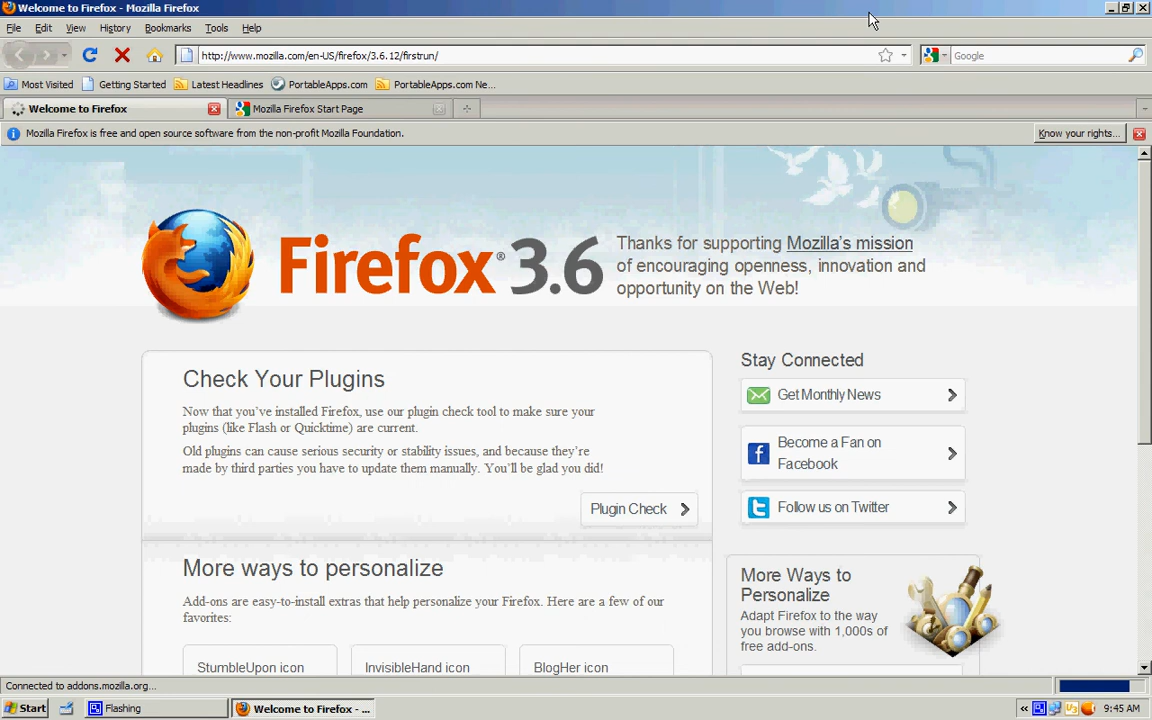 Welcome to Firefox - Mozilla Firefox
File Edit View History Bookmarks Tools Help
http://www.mozilla.com/en-US/firefox/3.6.12/firstrun/ Google
Most Visited Getting Started Latest Headlines PortableApps.com PortableApps.com Ne...
Welcome to Firefox Mozilla Firefox Start Page
Mozilla Firefox is free and open source software from the non-profit Mozilla Foundation. Know your rights...
Firefox® 3.6
Thanks for supporting Mozilla's mission
of encouraging openness, innovation and
opportunity on the Web!
Check Your Plugins
Now that you've installed Firefox, use our plugin check tool to make sure your
plugins (like Flash or Quicktime) are current.
Old plugins can cause serious security or stability issues, and because they're
made by third parties you have to update them manually. You'll be glad you did!
Plugin Check
More ways to personalize
Add-ons are easy-to-install extras that help personalize your Firefox. Here are a few of our
favorites:
StumbleUpon icon InvisibleHand icon BlogHer icon
Stay Connected
Get Monthly News
Become a Fan on
Facebook
Follow us on Twitter
More Ways to
Personalize
Adapt Firefox to the way
you browse with 1,000s of
free add-ons.
Connected to addons.mozilla.org...
Start Flashing Welcome to Firefox - ... « 9:45 AM